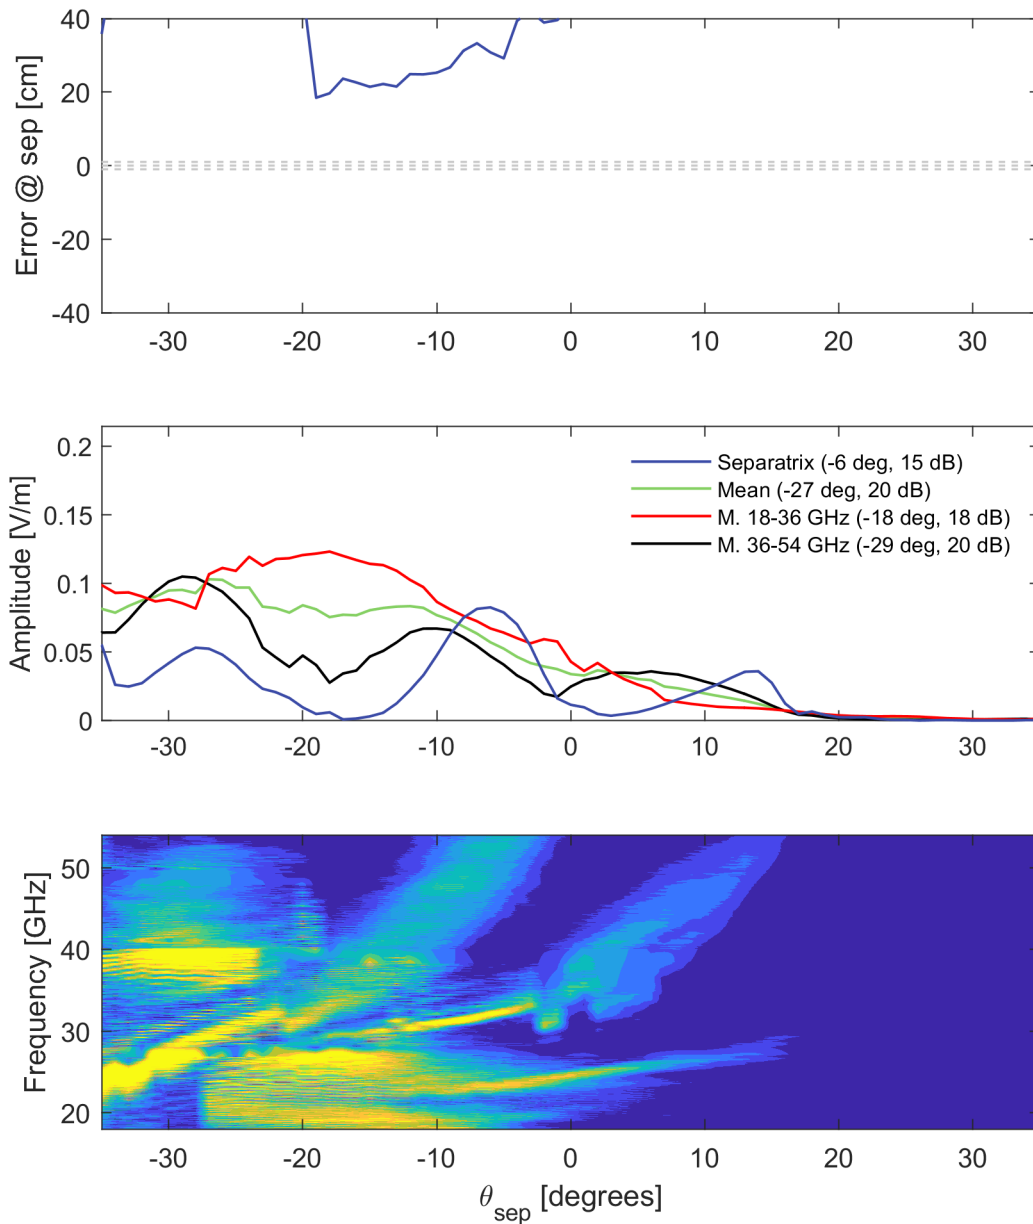 40
20
0
-20
-40
Error @ sep [cm]
-30 -20 -10 0 10 20 30
0.2
0.15
0.1
0.05
0
Amplitude [V/m]
Separatrix (-6 deg, 15 dB)
Mean (-27 deg, 20 dB)
M. 18-36 GHz (-18 deg, 18 dB)
M. 36-54 GHz (-29 deg, 20 dB)
-30 -20 -10 0 10 20 30
50
40
30
20
Frequency [GHz]
-30 -20 -10 0 10 20 30
θsep [degrees]